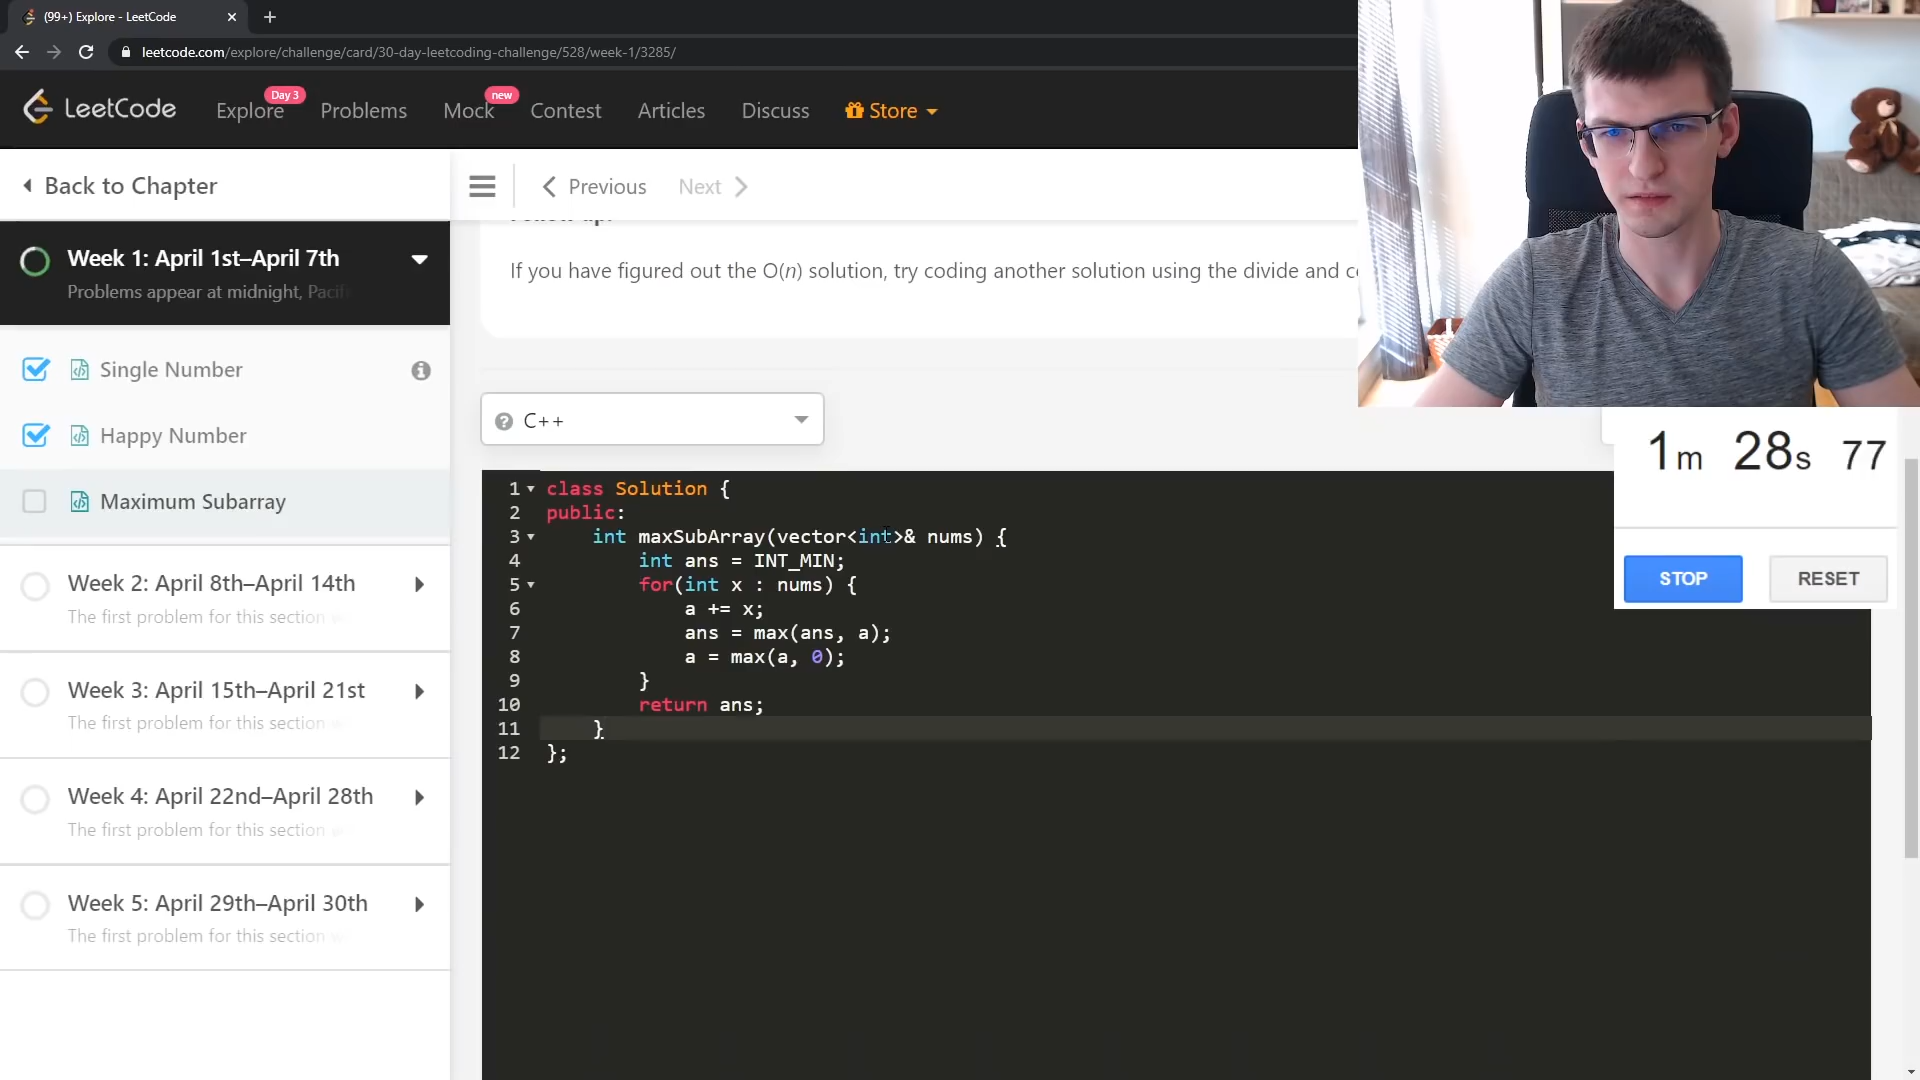 (99+) Explore - LeetCode
leetcode.com/explore/challenge/card/30-day-leetcoding-challenge/528/week-1/3285/
LeetCode
Explore
Day 3
Problems
Mock
new
Contest
Articles
Discuss
Store
Back to Chapter
Previous
Next
Week 1: April 1st–April 7th
Problems appear at midnight, Pacif
Single Number
Happy Number
Maximum Subarray
Week 2: April 8th–April 14th
The first problem for this section w
Week 3: April 15th–April 21st
The first problem for this section w
Week 4: April 22nd–April 28th
The first problem for this section w
Week 5: April 29th–April 30th
The first problem for this section w
If you have figured out the O(n) solution, try coding another solution using the divide and c
C++
1m 28s 77
STOP
RESET
1 class Solution {
2 public:
3     int maxSubArray(vector<int>& nums) {
4         int ans = INT_MIN;
5         for(int x : nums) {
6             a += x;
7             ans = max(ans, a);
8             a = max(a, 0);
9         }
10         return ans;
11     }
12 };